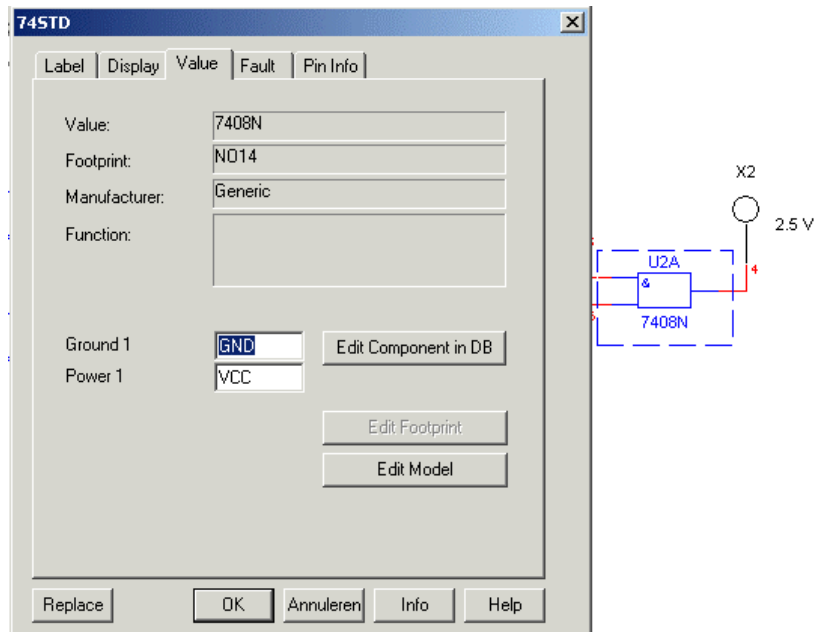 74STD
Label Display Value Fault Pin Info
Value: 7408N
Footprint: NO14
Manufacturer: Generic
Function:
Ground 1 GND Edit Component in DB
Power 1 VCC
Edit Footprint
Edit Model
Replace OK Annuleren Info Help
X2
2.5 V
4
U2A
&
7408N